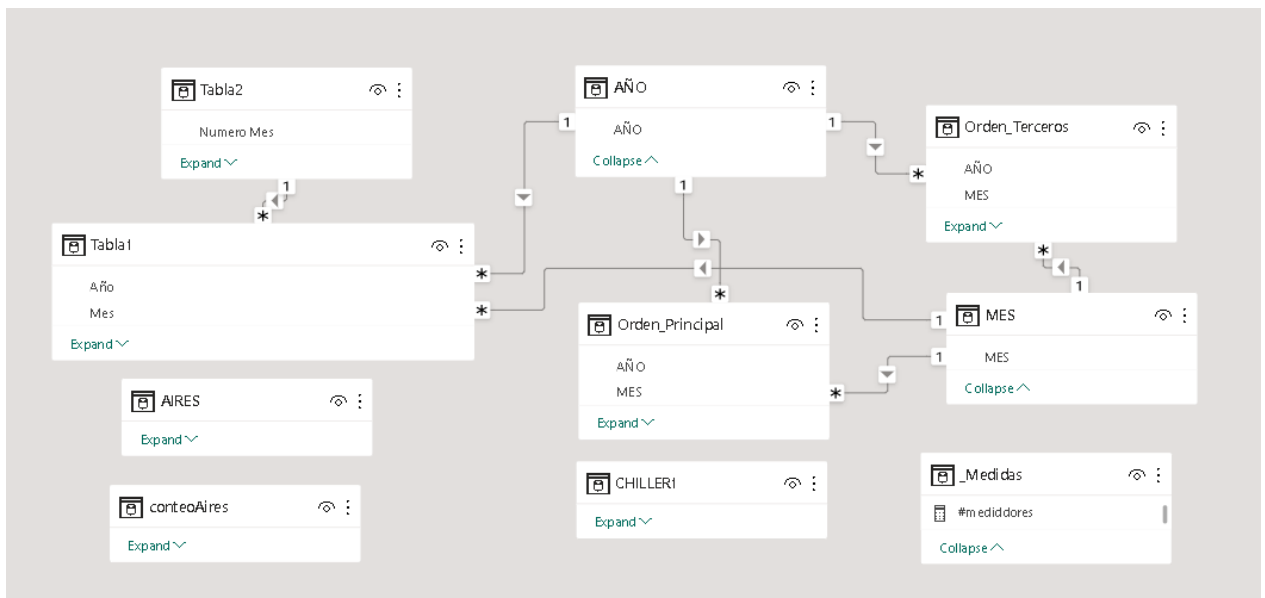 Tabla2
Numero Mes
Expand
1
*
Tabla1
Año
Mes
Expand
*
*
AÑO
AÑO
Collapse
1
1
1
Orden_Terceros
AÑO
MES
Expand
*
*
1
MES
MES
Collapse
1
1
Orden_Principal
AÑO
MES
Expand
*
*
AIRES
Expand
conteoAires
Expand
CHILLER1
Expand
_Medidas
#mediddores
Collapse